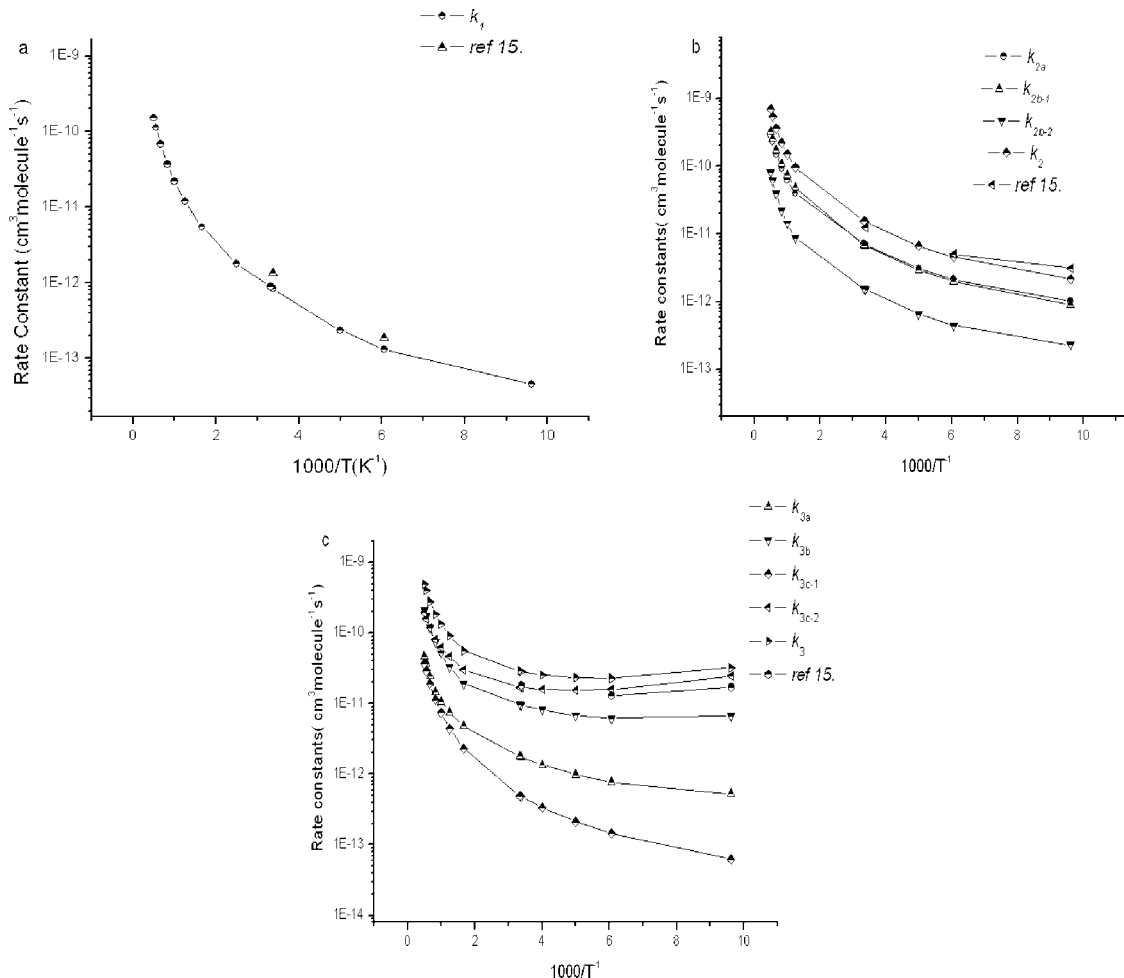 a
k1
ref 15.
1E-9
1E-10
1E-11
1E-12
1E-13
Rate Constant (cm3molecule-1s-1)
0 2 4 6 8 10
1000/T(K-1)
b
k2a
k2b-1
k2b-2
k2
ref 15.
1E-9
1E-10
1E-11
1E-12
1E-13
Rate constants( cm3molecule-1s-1)
0 2 4 6 8 10
1000/T-1
c
k3a
k3b
k3c-1
k3c-2
k3
ref 15.
1E-9
1E-10
1E-11
1E-12
1E-13
1E-14
Rate constants( cm3molecule-1s-1)
0 2 4 6 8 10
1000/T-1